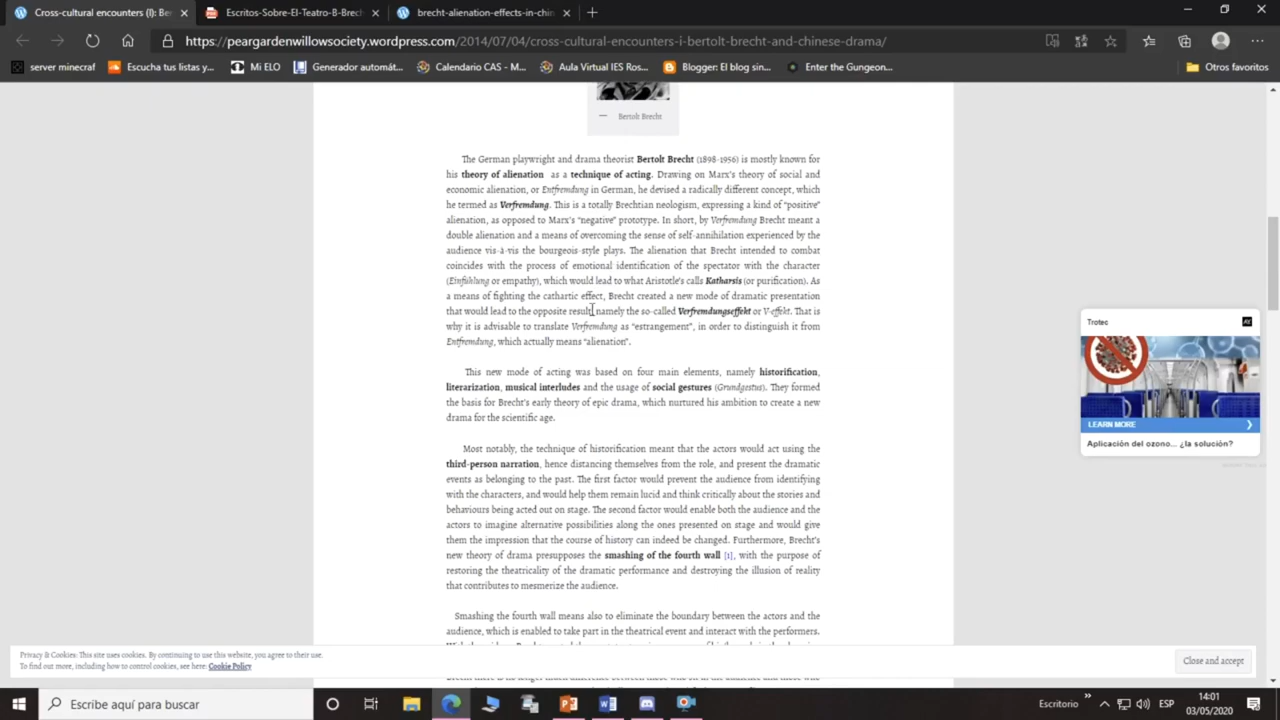 Cross-cultural encounters (I): Be
Escritos-Sobre-El-Teatro-B-Brech
brecht-alienation-effects-in-chin
https://peargardenwillowsociety.wordpress.com/2014/07/04/cross-cultural-encounters-i-bertolt-brecht-and-chinese-drama/
server minecraf
Escucha tus listas y...
Mi ELO
Generador automát...
Calendario CAS - M...
Aula Virtual IES Ros...
Blogger: El blog sin...
Enter the Gungeon...
Otros favoritos
— Bertolt Brecht
The German playwright and drama theorist Bertolt Brecht (1898-1956) is mostly known for
his theory of alienation as a technique of acting. Drawing on Marx's theory of social and
economic alienation, or Entfremdung in German, he devised a radically different concept, which
he termed as Verfremdung. This is a totally Brechtian neologism, expressing a kind of "positive"
alienation, as opposed to Marx's "negative" prototype. In short, by Verfremdung Brecht meant a
double alienation and a means of overcoming the sense of self-annihilation experienced by the
audience vis-à-vis the bourgeois-style plays. The alienation that Brecht intended to combat
coincides with the process of emotional identification of the spectator with the character
(Einfühlung or empathy), which would lead to what Aristotle's calls Katharsis (or purification). As
a means of fighting the cathartic effect, Brecht created a new mode of dramatic presentation
that would lead to the opposite result, namely the so-called Verfremdungseffekt or V-effekt. That is
why it is advisable to translate Verfremdung as "estrangement", in order to distinguish it from
Entfremdung, which actually means "alienation".
This new mode of acting was based on four main elements, namely historification,
literarization, musical interludes and the usage of social gestures (Grundgestus). They formed
the basis for Brecht's early theory of epic drama, which nurtured his ambition to create a new
drama for the scientific age.
Most notably, the technique of historification meant that the actors would act using the
third-person narration, hence distancing themselves from the role, and present the dramatic
events as belonging to the past. The first factor would prevent the audience from identifying
with the characters, and would help them remain lucid and think critically about the stories and
behaviours being acted out on stage. The second factor would enable both the audience and the
actors to imagine alternative possibilities along the ones presented on stage and would give
them the impression that the course of history can indeed be changed. Furthermore, Brecht's
new theory of drama presupposes the smashing of the fourth wall [1], with the purpose of
restoring the theatricality of the dramatic performance and destroying the illusion of reality
that contributes to mesmerize the audience.
Smashing the fourth wall means also to eliminate the boundary between the actors and the
audience, which is enabled to take part in the theatrical event and interact with the performers.
Trotec
LEARN MORE
Aplicación del ozono... ¿la solución?
Privacy & Cookies: This site uses cookies. By continuing to use this website, you agree to their use.
To find out more, including how to control cookies, see here: Cookie Policy
Close and accept
Escribe aquí para buscar
Escritorio
ESP
14:01
03/05/2020